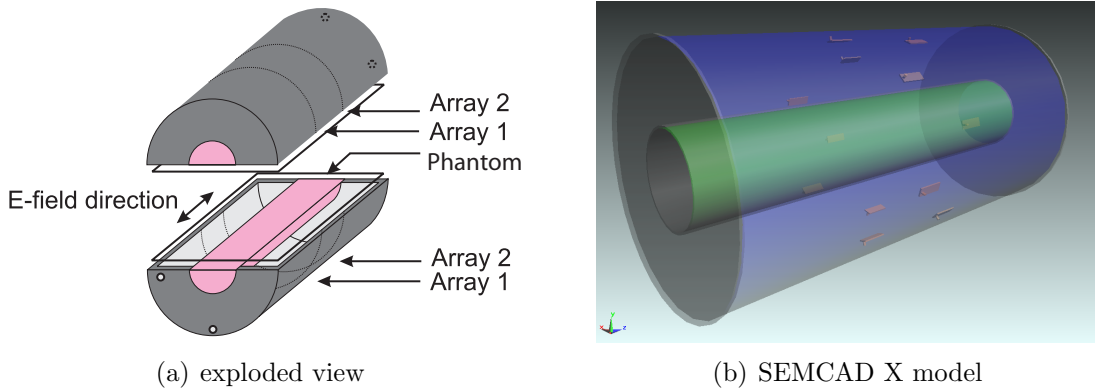 Array 2
Array 1
Phantom
E-field direction
Array 2
Array 1
y
x
z
(a) exploded view
(b) SEMCAD X model